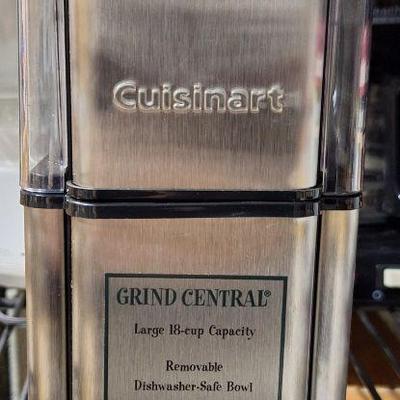 Cuisinart
GRIND CENTRAL®
Large 18-cup Capacity
Removable
Dishwasher-Safe Bowl